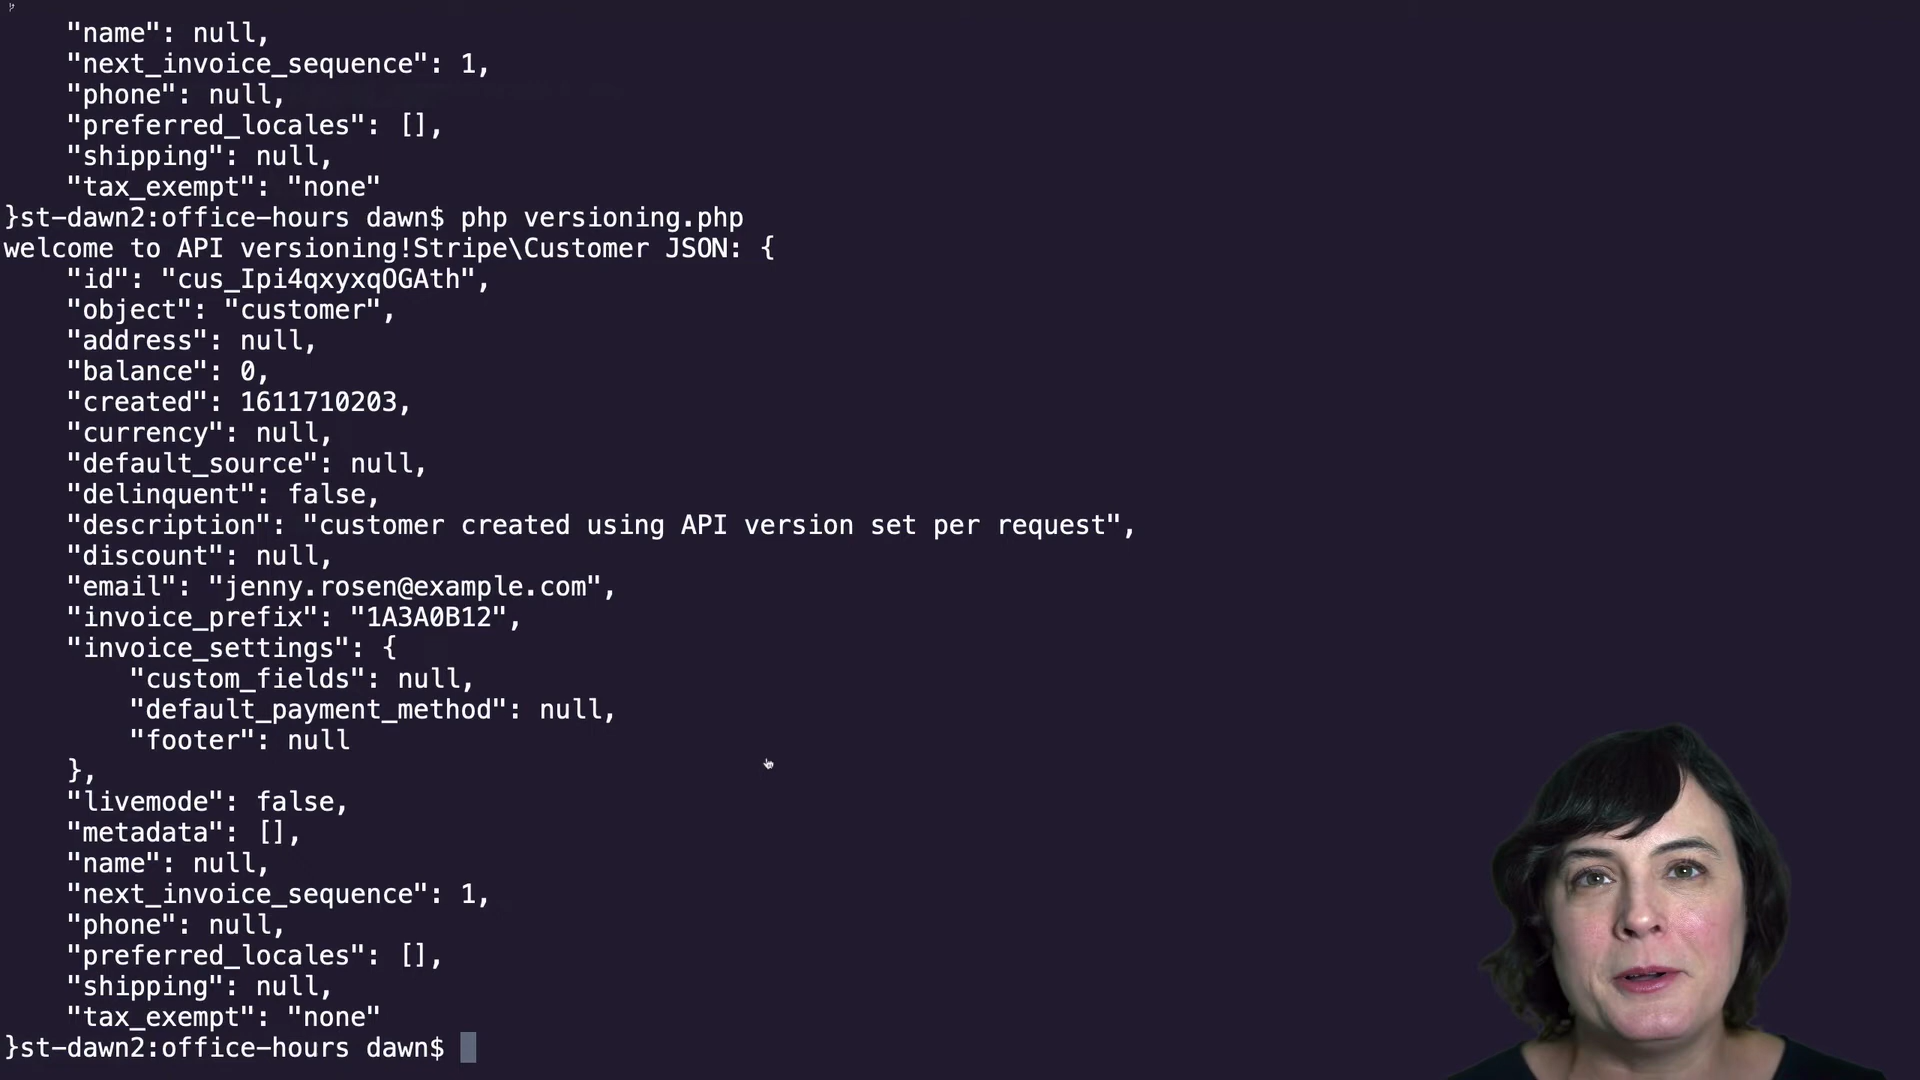 "name": null,
"next_invoice_sequence": 1,
"phone": null,
"preferred_locales": [],
"shipping": null,
"tax_exempt": "none"
}st-dawn2:office-hours dawn$ php versioning.php
welcome to API versioning!Stripe\Customer JSON: {
"id": "cus_Ipi4qxyxqOGAth",
"object": "customer",
"address": null,
"balance": 0,
"created": 1611710203,
"currency": null,
"default_source": null,
"delinquent": false,
"description": "customer created using API version set per request",
"discount": null,
"email": "jenny.rosen@example.com",
"invoice_prefix": "1A3A0B12",
"invoice_settings": {
"custom_fields": null,
"default_payment_method": null,
"footer": null
},
"livemode": false,
"metadata": [],
"name": null,
"next_invoice_sequence": 1,
"phone": null,
"preferred_locales": [],
"shipping": null,
"tax_exempt": "none"
}st-dawn2:office-hours dawn$